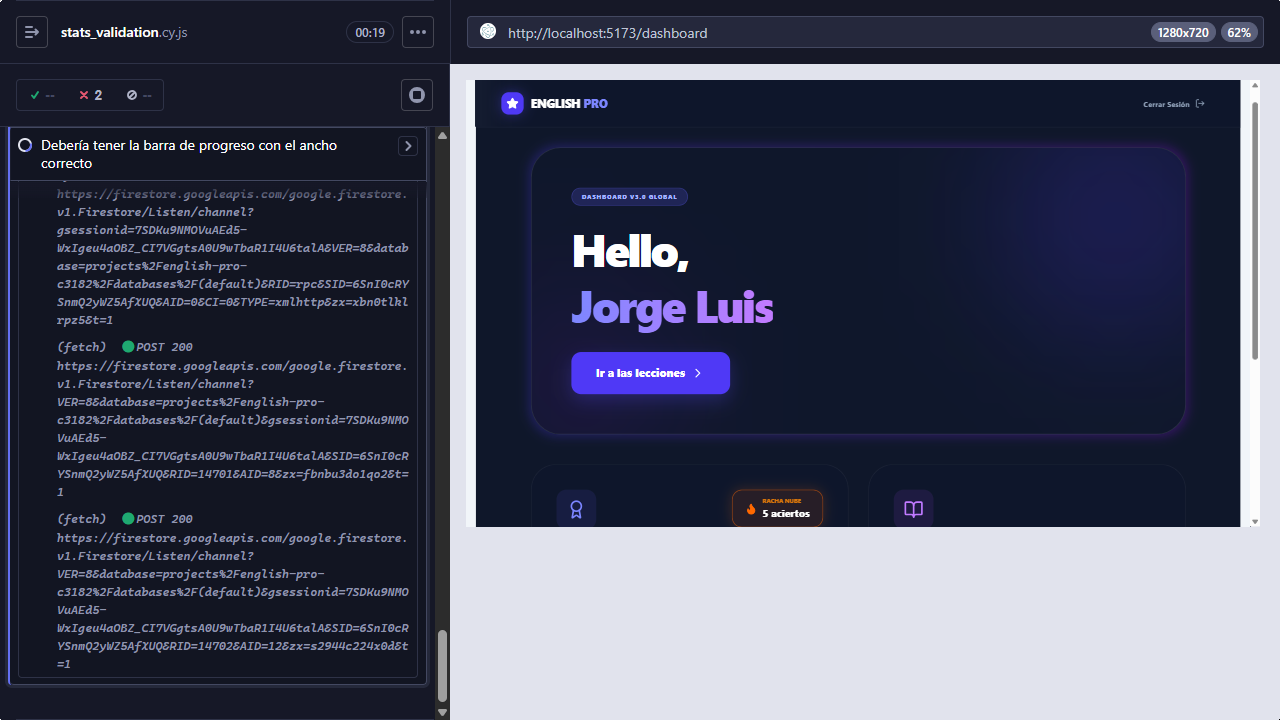 stats_validation.cy.js
00:19
http://localhost:5173/dashboard
1280x720
62%
--
2
--
Debería tener la barra de progreso con el ancho
correcto
https://firestore.googleapis.com/google.firestore.
v1.Firestore/Listen/channel?
gsessionid=7SDKu9NMOVuAEd5-
WxIgeu4aOBZ_CI7VGgtsA0U9wTbaR1I4U6talA&VER=8&datab
ase=projects%2Fenglish-pro-
c3182%2Fdatabases%2F(default)&RID=rpc&SID=6SnI0cRY
SnmQ2yWZ5AfXUQ&AID=0&CI=0&TYPE=xmlhttp&zx=xbn0tlhl
rpz5&t=1
(fetch) POST 200
https://firestore.googleapis.com/google.firestore.
v1.Firestore/Listen/channel?
VER=8&database=projects%2Fenglish-pro-
c3182%2Fdatabases%2F(default)&gsessionid=7SDKu9NMO
VuAEd5-
WxIgeu4aOBZ_CI7VGgtsA0U9wTbaR1I4U6talA&SID=6SnI0cR
YSnmQ2yWZ5AfXUQ&RID=14701&AID=8&zx=fbnbu3do1qo2&t=
1
(fetch) POST 200
https://firestore.googleapis.com/google.firestore.
v1.Firestore/Listen/channel?
VER=8&database=projects%2Fenglish-pro-
c3182%2Fdatabases%2F(default)&gsessionid=7SDKu9NMO
VuAEd5-
WxIgeu4aOBZ_CI7VGgtsA0U9wTbaR1I4U6talA&SID=6SnI0cR
YSnmQ2yWZ5AfXUQ&RID=14702&AID=12&zx=s2944c224x0d&t
=1
ENGLISH PRO
Cerrar Sesión
DASHBOARD V3.0 GLOBAL
Hello,
Jorge Luis
Ir a las lecciones
RACHA NUBE
5 aciertos